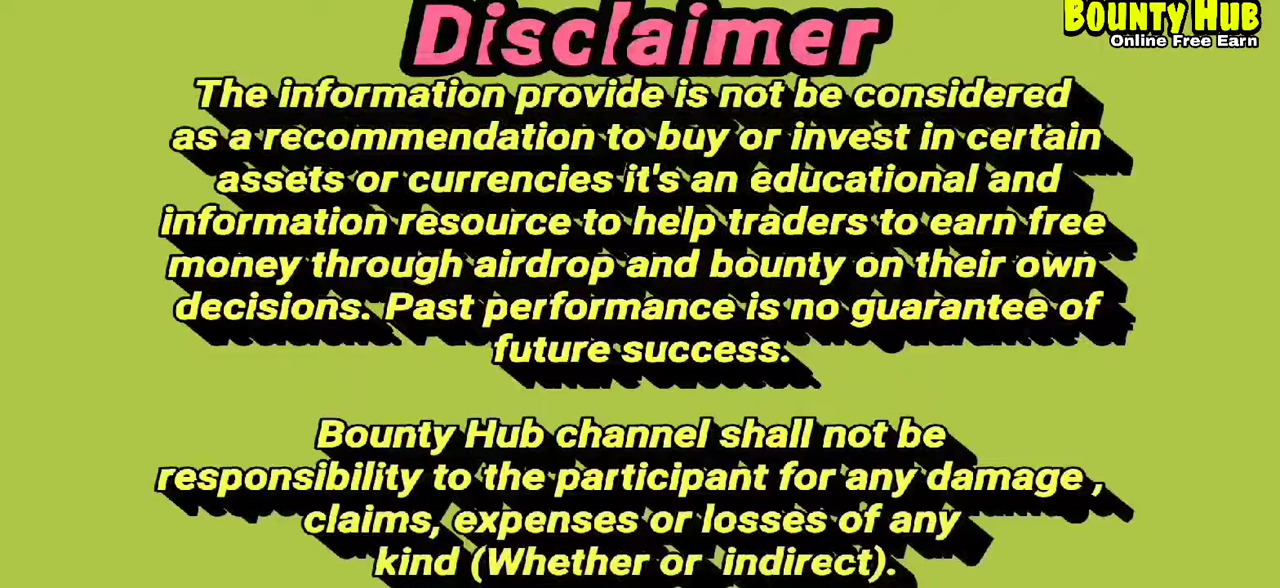 Disclaimer
BOUNTY HUB
Online Free Earn
The information provide is not be considered
as a recommendation to buy or invest in certain
assets or currencies it's an educational and
information resource to help traders to earn free
money through airdrop and bounty on their own
decisions. Past performance is no guarantee of
future success.
Bounty Hub channel shall not be
responsibility to the participant for any damage ,
claims, expenses or losses of any
kind (Whether or indirect).